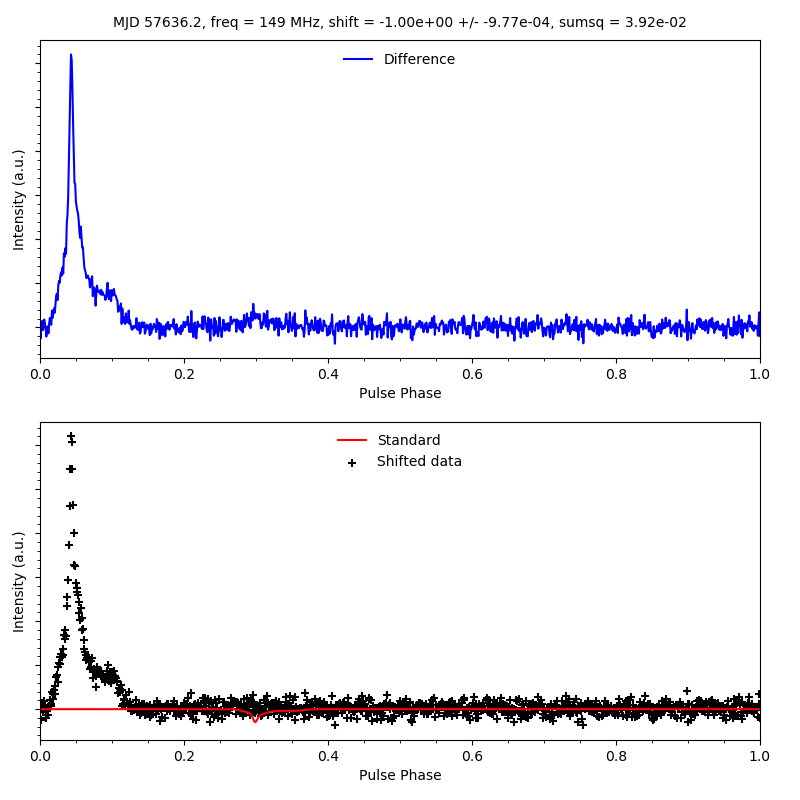 MJD 57636.2, freq = 149 MHz, shift = -1.00e+00 +/- -9.77e-04, sumsq = 3.92e-02
Difference
Intensity (a.u.)
0.0 0.2 0.4 0.6 0.8 1.0
Pulse Phase
Standard
Shifted data
Intensity (a.u.)
0.0 0.2 0.4 0.6 0.8 1.0
Pulse Phase